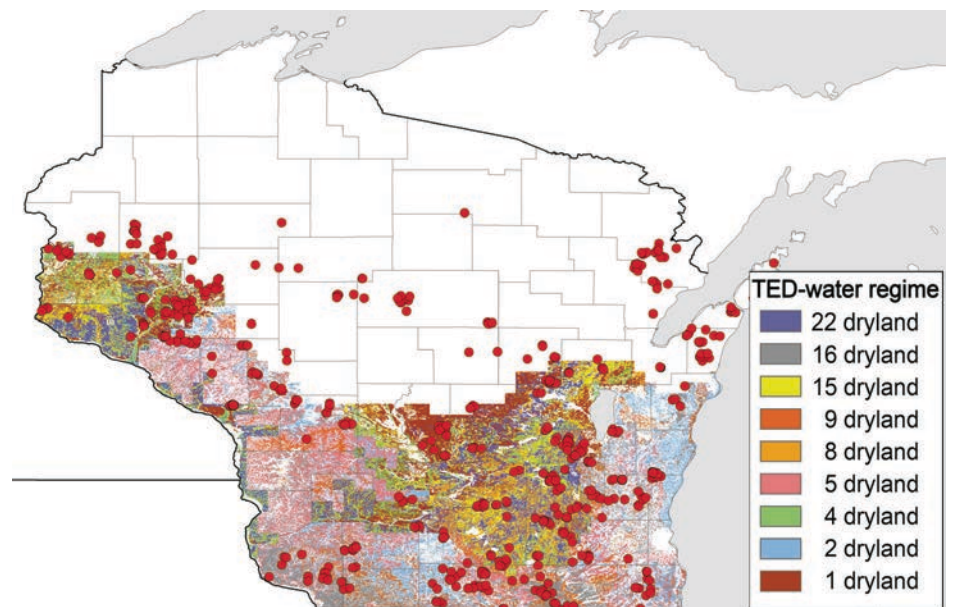 TED-water regime
22 dryland
16 dryland
15 dryland
9 dryland
8 dryland
5 dryland
4 dryland
2 dryland
1 dryland